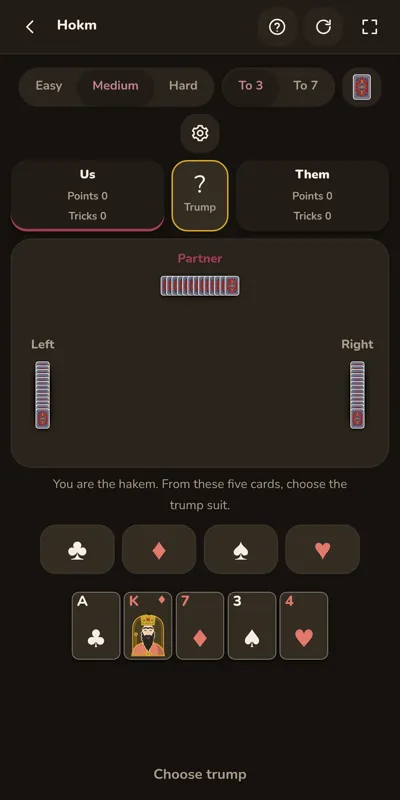 Hokm
Easy Medium Hard To 3 To 7
Us ? Them
Points 0 Trump Points 0
Tricks 0 Tricks 0
Partner
Left Right
You are the hakem. From these five cards, choose the
trump suit.
A K 7 3 4
Choose trump